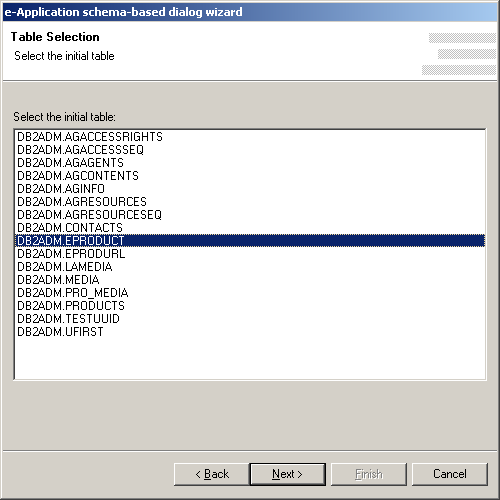 e-Application schema-based dialog wizard
Table Selection
Select the initial table
Select the initial table:
DB2ADM.AGACCESSRIGHTS
DB2ADM.AGACCESSSEQ
DB2ADM.AGAGENTS
DB2ADM.AGCONTENTS
DB2ADM.AGINFO
DB2ADM.AGRESOURCES
DB2ADM.AGRESOURCESEQ
DB2ADM.CONTACTS
DB2ADM.EPRODUCT
DB2ADM.EPRODURL
DB2ADM.LAMEDIA
DB2ADM.MEDIA
DB2ADM.PRO_MEDIA
DB2ADM.PRODUCTS
DB2ADM.TESTUUID
DB2ADM.UFIRST
< Back Next > Finish Cancel